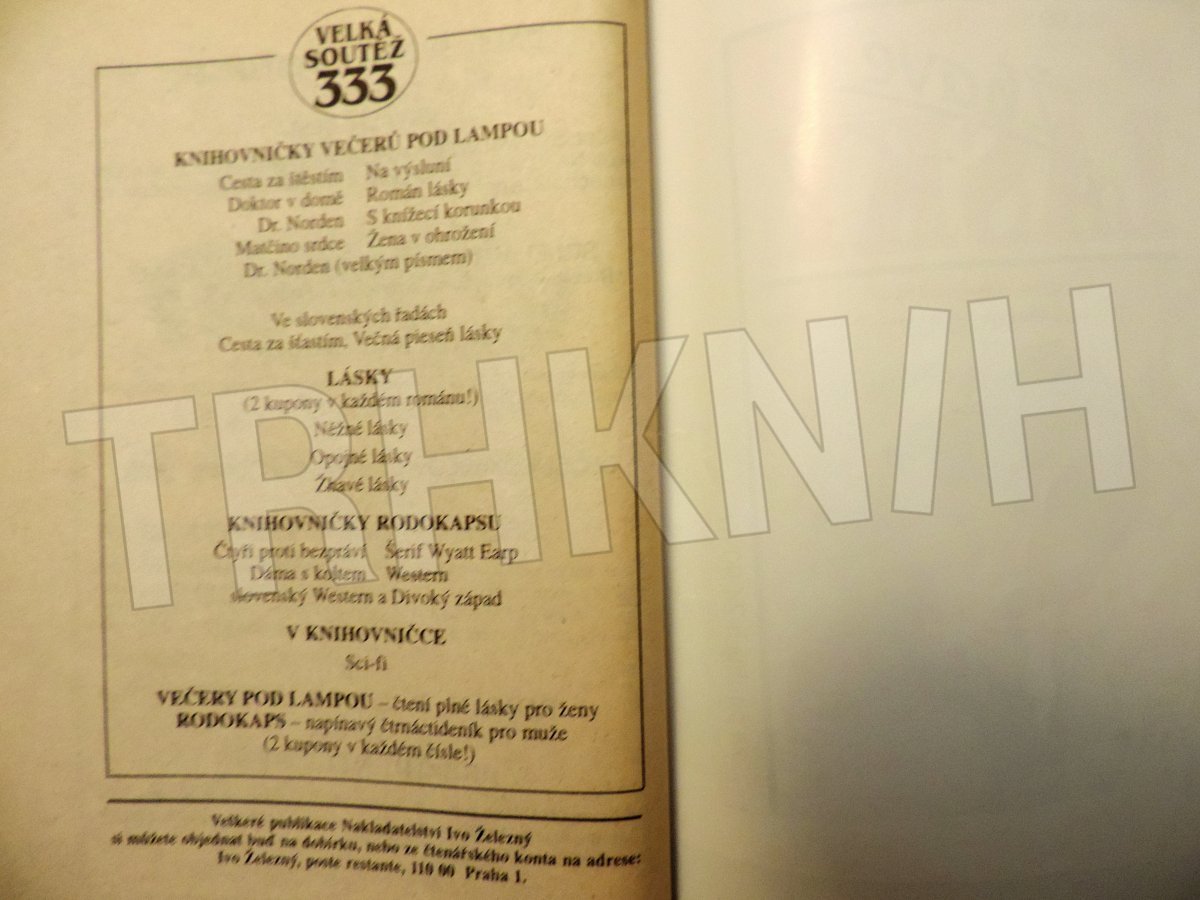 VELKÁ
SOUTĚŽ
333
KNIHOVNIČKY VEČERŮ POD LAMPOU
Cesta za štěstím Na výsluní
Doktor v domě Román lásky
Dr. Norden S knížecí korunkou
Matčino srdce Žena v ohrožení
Dr. Norden (velkým písmem)
Ve slovenských řadách
Cesta za šťastím, Večná pieseň lásky
LÁSKY
(2 kupony v každém románu!)
Něžné lásky
Opojné lásky
Žhavé lásky
KNIHOVNIČKY RODOKAPSU
Čtyři proti bezpráví Šerif Wyatt Earp
Dáma s koltem Western
slovenský Western a Divoký západ
V KNIHOVNIČCE
Sci-fi
VEČERY POD LAMPOU – čtení plné lásky pro ženy
RODOKAPS – napínavý čtrnáctideník pro muže
(2 kupony v každém čísle!)
Veškeré publikace Nakladatelství Ivo Železný
si můžete objednat buď na dobírku, nebo ze čtenářského konta na adrese:
Ivo Železný, poste restante, 110 00 Praha 1.
TRHKNIH